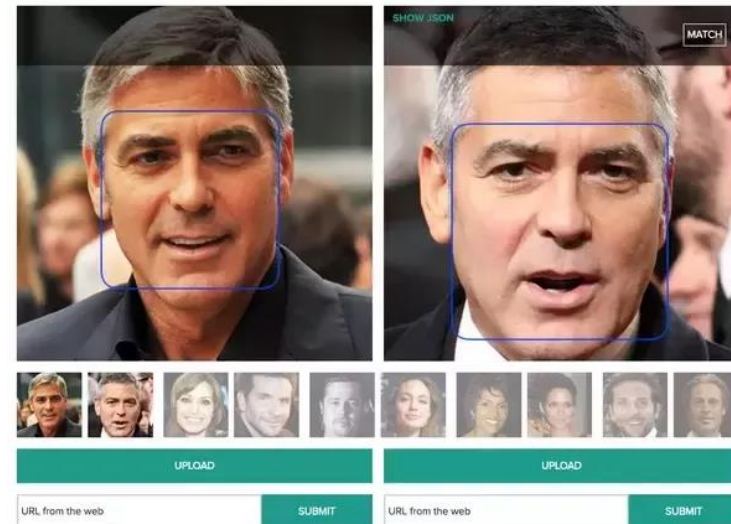 SHOW JSON
MATCH
UPLOAD
UPLOAD
URL from the web
SUBMIT
URL from the web
SUBMIT